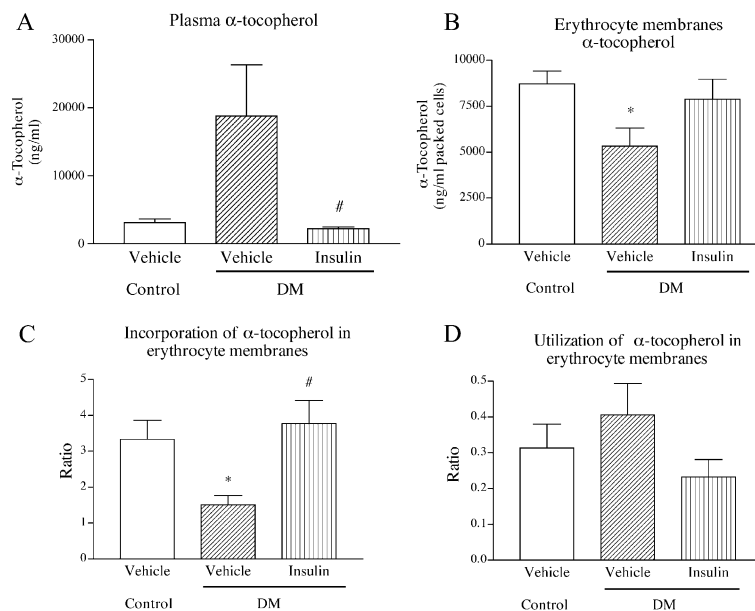 A
Plasma α-tocopherol
30000
20000
10000
0
α-Tocopherol
(ng/ml)
#
Vehicle Vehicle Insulin
Control DM
B
Erythrocyte membranes
α-tocopherol
10000
7500
5000
2500
0
α-Tocopherol
(ng/ml packed cells)
*
Vehicle Vehicle Insulin
Control DM
C
Incorporation of α-tocopherol in
erythrocyte membranes
5
4
3
2
1
0
Ratio
*
#
Vehicle Vehicle Insulin
Control DM
D
Utilization of α-tocopherol in
erythrocyte membranes
0.5
0.4
0.3
0.2
0.1
0.0
Ratio
Vehicle Vehicle Insulin
Control DM